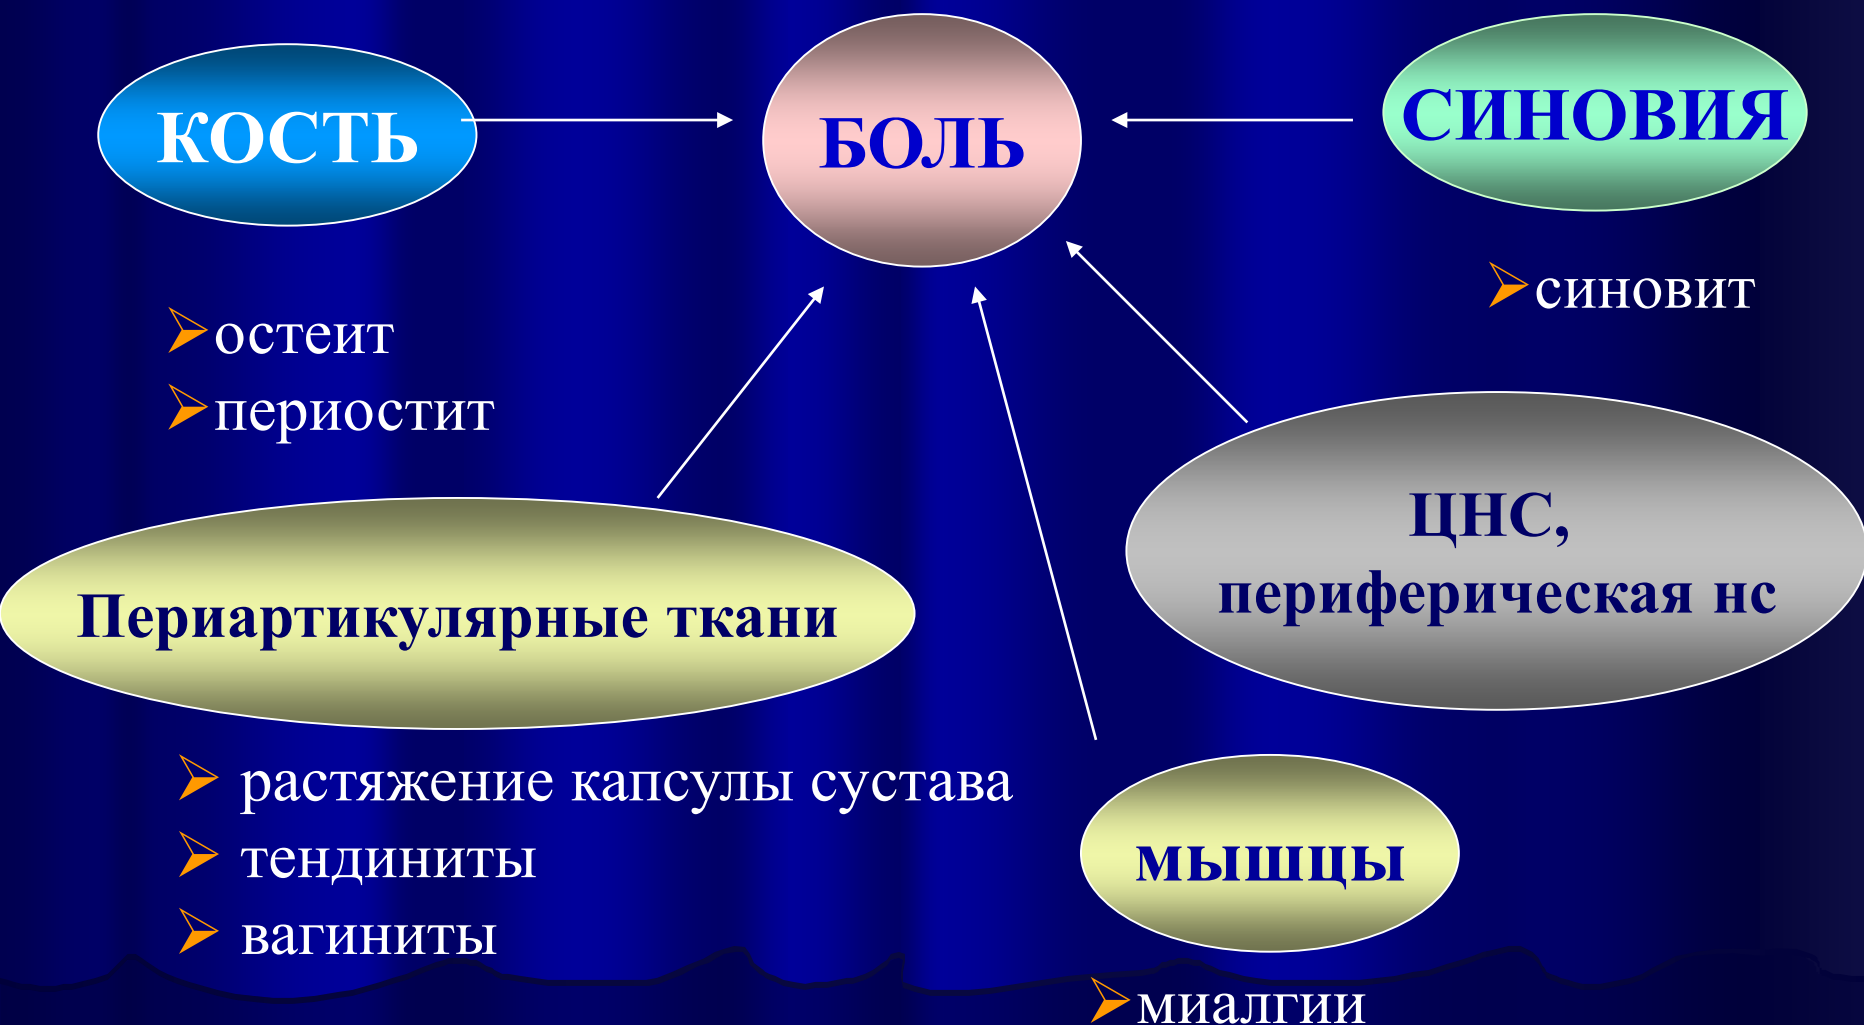 КОСТЬ
БОЛЬ
СИНОВИЯ
остеит
периостит
синовит
Периартикулярные ткани
ЦНС,
периферическая нс
растяжение капсулы сустава
тендиниты
вагиниты
мышцы
миалгии